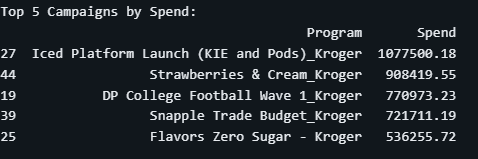 Top 5 Campaigns by Spend:
Program Spend
27 Iced Platform Launch (KIE and Pods)_Kroger 1077500.18
44 Strawberries & Cream_Kroger 908419.55
19 DP College Football Wave 1_Kroger 770973.23
39 Snapple Trade Budget_Kroger 721711.19
25 Flavors Zero Sugar - Kroger 536255.72